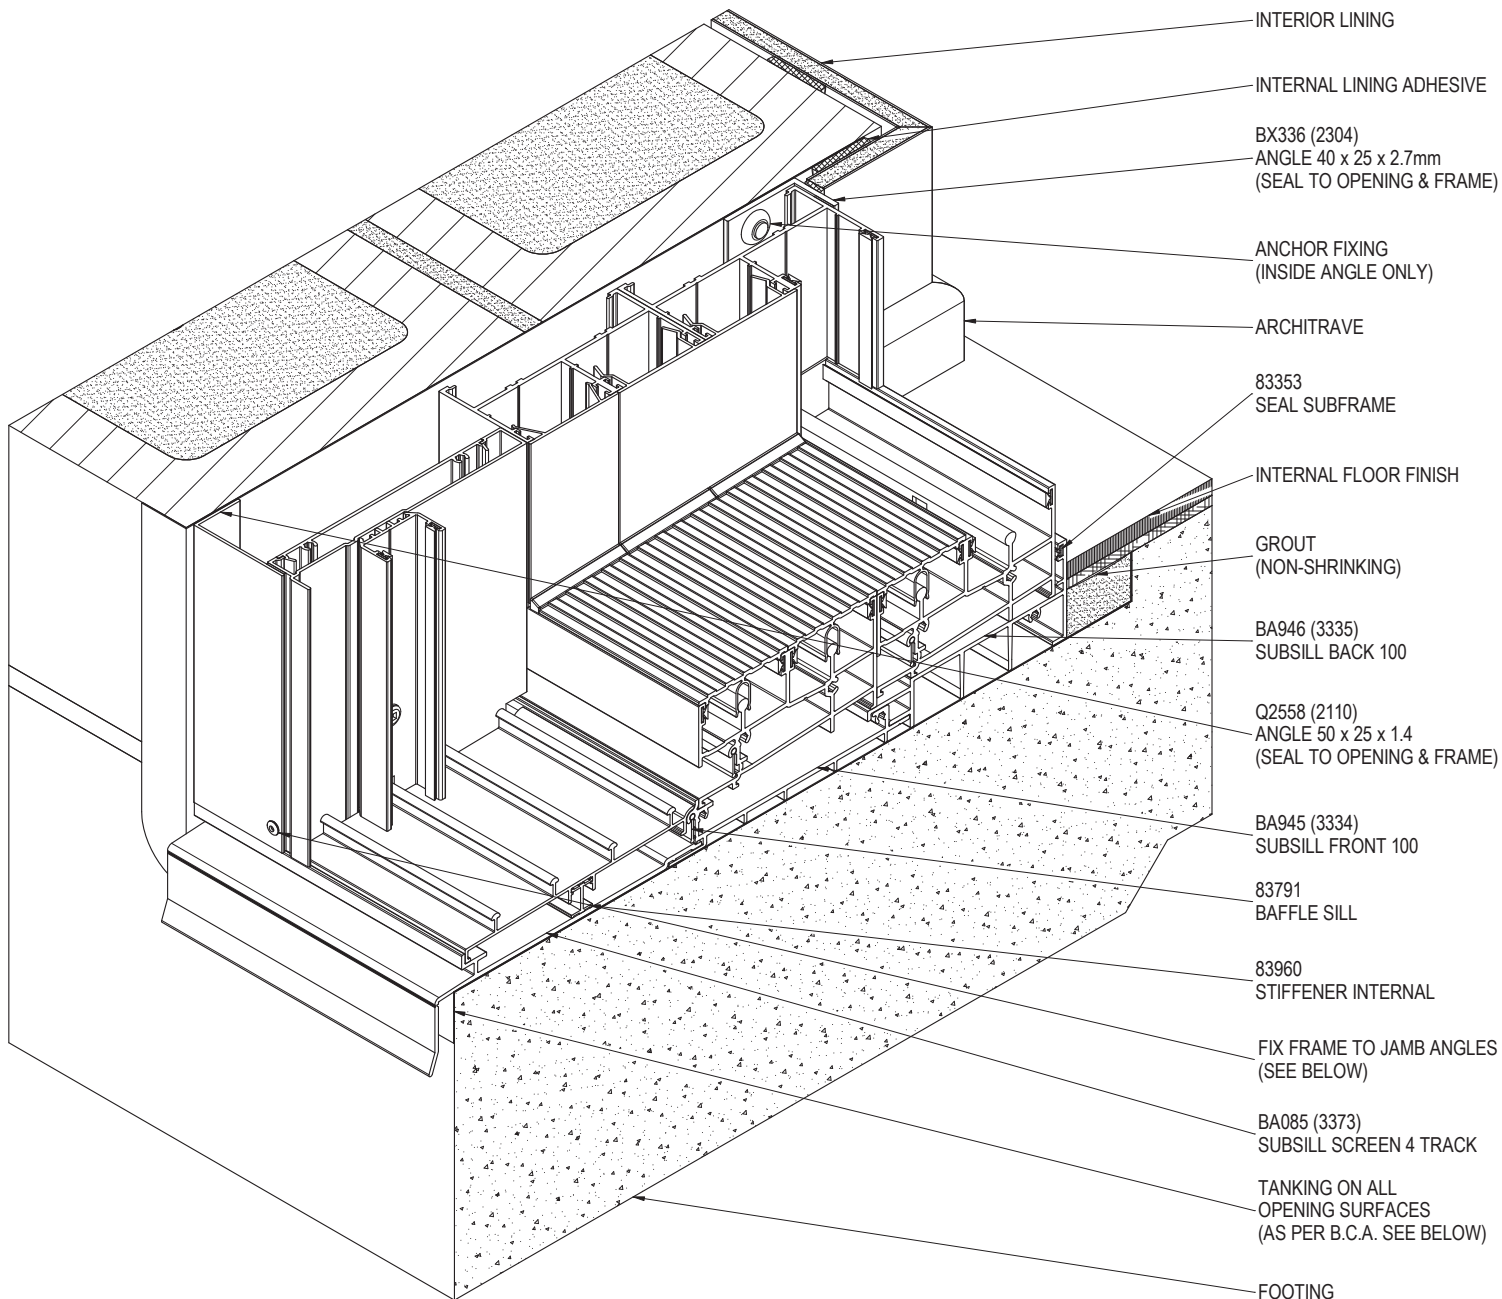 INTERIOR LINING
INTERNAL LINING ADHESIVE
BX336 (2304)
ANGLE 40 x 25 x 2.7mm
(SEAL TO OPENING & FRAME)
ANCHOR FIXING
(INSIDE ANGLE ONLY)
ARCHITRAVE
83353
SEAL SUBFRAME
INTERNAL FLOOR FINISH
GROUT
(NON-SHRINKING)
BA946 (3335)
SUBSILL BACK 100
Q2558 (2110)
ANGLE 50 x 25 x 1.4
(SEAL TO OPENING & FRAME)
BA945 (3334)
SUBSILL FRONT 100
83791
BAFFLE SILL
83960
STIFFENER INTERNAL
FIX FRAME TO JAMB ANGLES
(SEE BELOW)
BA085 (3373)
SUBSILL SCREEN 4 TRACK
TANKING ON ALL
OPENING SURFACES
(AS PER B.C.A. SEE BELOW)
FOOTING